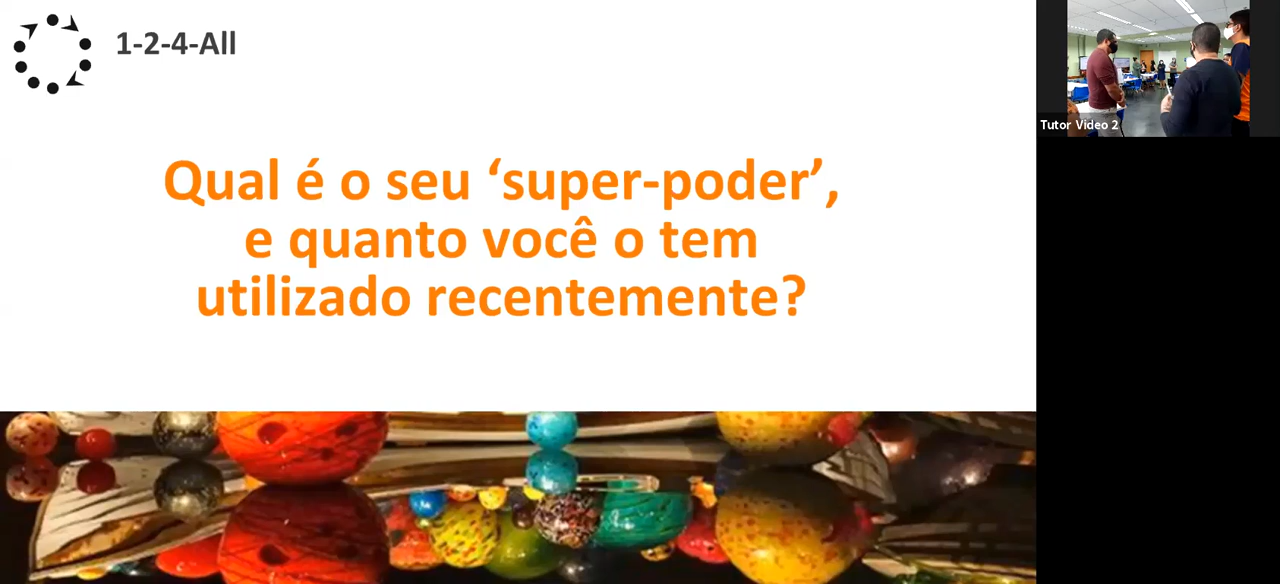 1-2-4-All
Qual é o seu ‘super-poder’,
e quanto você o tem
utilizado recentemente?
Tutor Video 2